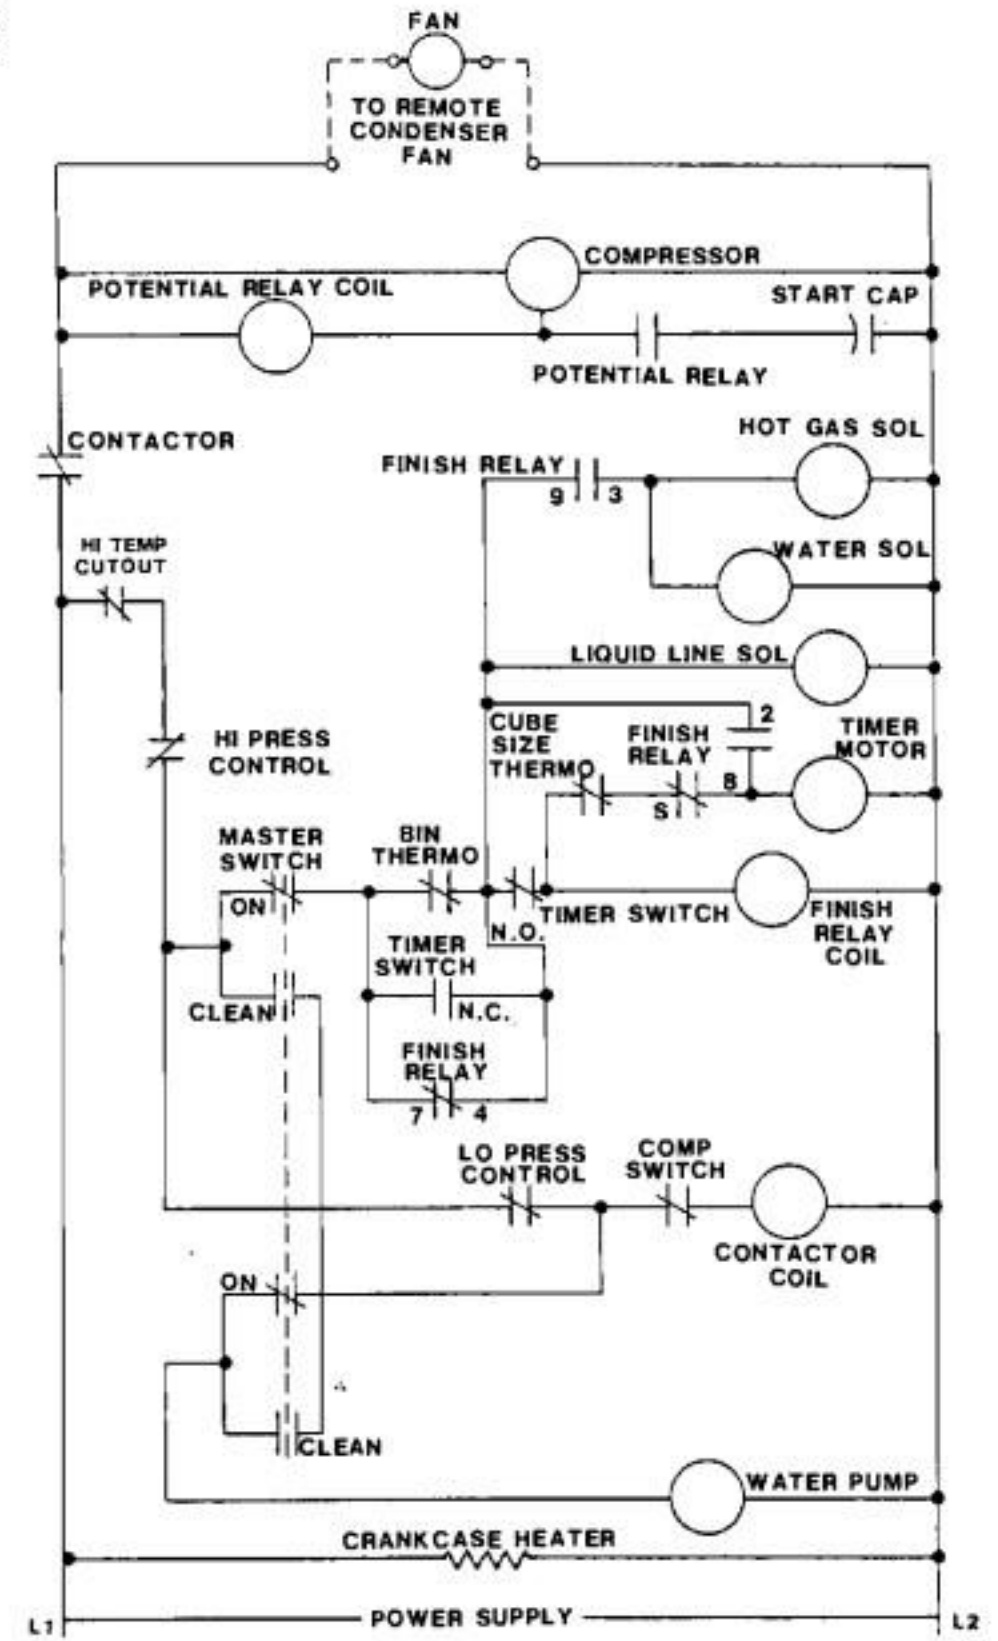 FAN
TO REMOTE
CONDENSER
FAN
COMPRESSOR
POTENTIAL RELAY COIL
START CAP
POTENTIAL RELAY
CONTACTOR
HOT GAS SOL
FINISH RELAY
9
3
WATER SOL
HI TEMP
CUTOUT
LIQUID LINE SOL
2
CUBE
SIZE
THERMO
FINISH
RELAY
TIMER
MOTOR
HI PRESS
CONTROL
S
8
MASTER
SWITCH
BIN
THERMO
ON
TIMER SWITCH
FINISH
RELAY
COIL
N.O.
TIMER
SWITCH
CLEAN
N.C.
FINISH
RELAY
7
4
LO PRESS
CONTROL
COMP
SWITCH
CONTACTOR
COIL
ON
CLEAN
WATER PUMP
CRANKCASE HEATER
L1
POWER SUPPLY
L2